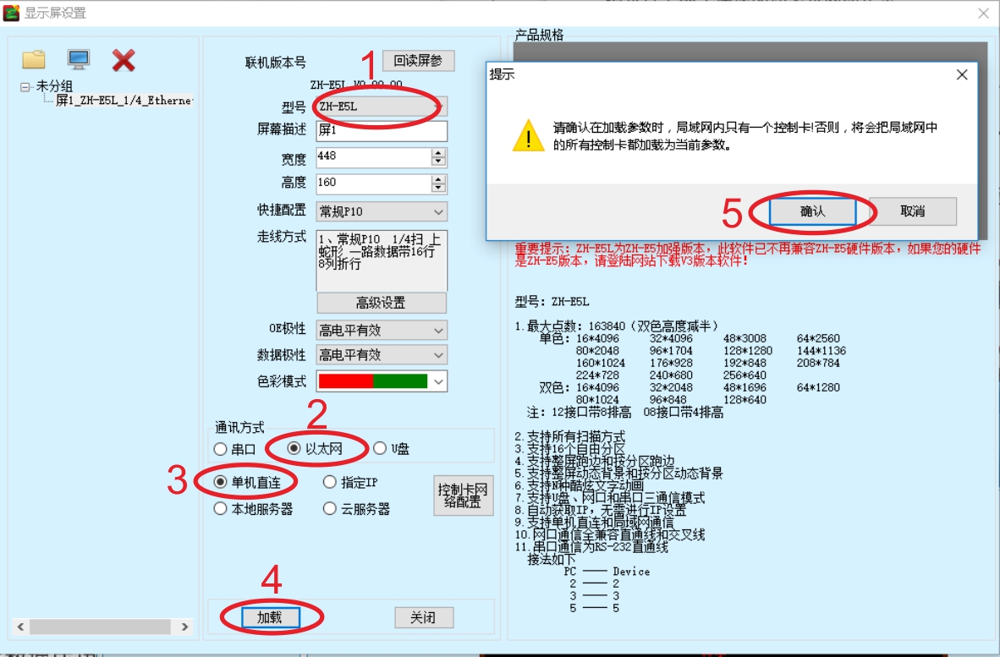 显示屏设置
未分组
屏1_ZH-E5L_1/4_Etherne
联机版本号
回读屏参
1
型号
ZH-E5L
屏幕描述
屏1
宽度
448
高度
160
快捷配置
常规P10
走线方式
1、常规P10 1/4扫 上
蛇形 一路数据带16行
8列折行
高级设置
OE极性
高电平有效
数据极性
高电平有效
色彩模式
2
通讯方式
串口
以太网
U盘
3
单机直连
指定IP
本地服务器
云服务器
控制卡网
络配置
4
加载
关闭
产品规格
提示
请确认在加载参数时，局域网内只有一个控制卡!否则，将会把局域网中
的所有控制卡都加载为当前参数。
5
确认
取消
重要提示：ZH-E5L为ZH-E5加强版本，此软件已不再兼容ZH-E5硬件版本，如果您的硬件
是ZH-E5版本，请登陆网站下载V3版本软件！
型号：ZH-E5L
1.最大点数：163840（双色高度减半）
单色：16*4096 32*4096 48*3008 64*2560
80*2048 96*1704 128*1280 144*1136
160*1024 176*928 192*848 208*784
224*728 240*680 256*640
双色：16*4096 32*2048 48*1696 64*1280
80*1024 96*848 128*640
注：12接口带8排高 08接口带4排高
2.支持所有扫描方式
3.支持16个自由分区
4.支持整屏跑边和按分区跑边
5.支持整屏动态背景和按分区动态背景
6.支持N种酷炫文字动画
7.支持U盘、网口和串口三通信模式
8.自动获取IP，无需进行IP设置
9.支持单机直连和局域网通信
10.网口通信全兼容直通线和交叉线
11.串口通信为RS-232直通线
接法如下
PC —— Device
2 —— 2
3 —— 3
5 —— 5